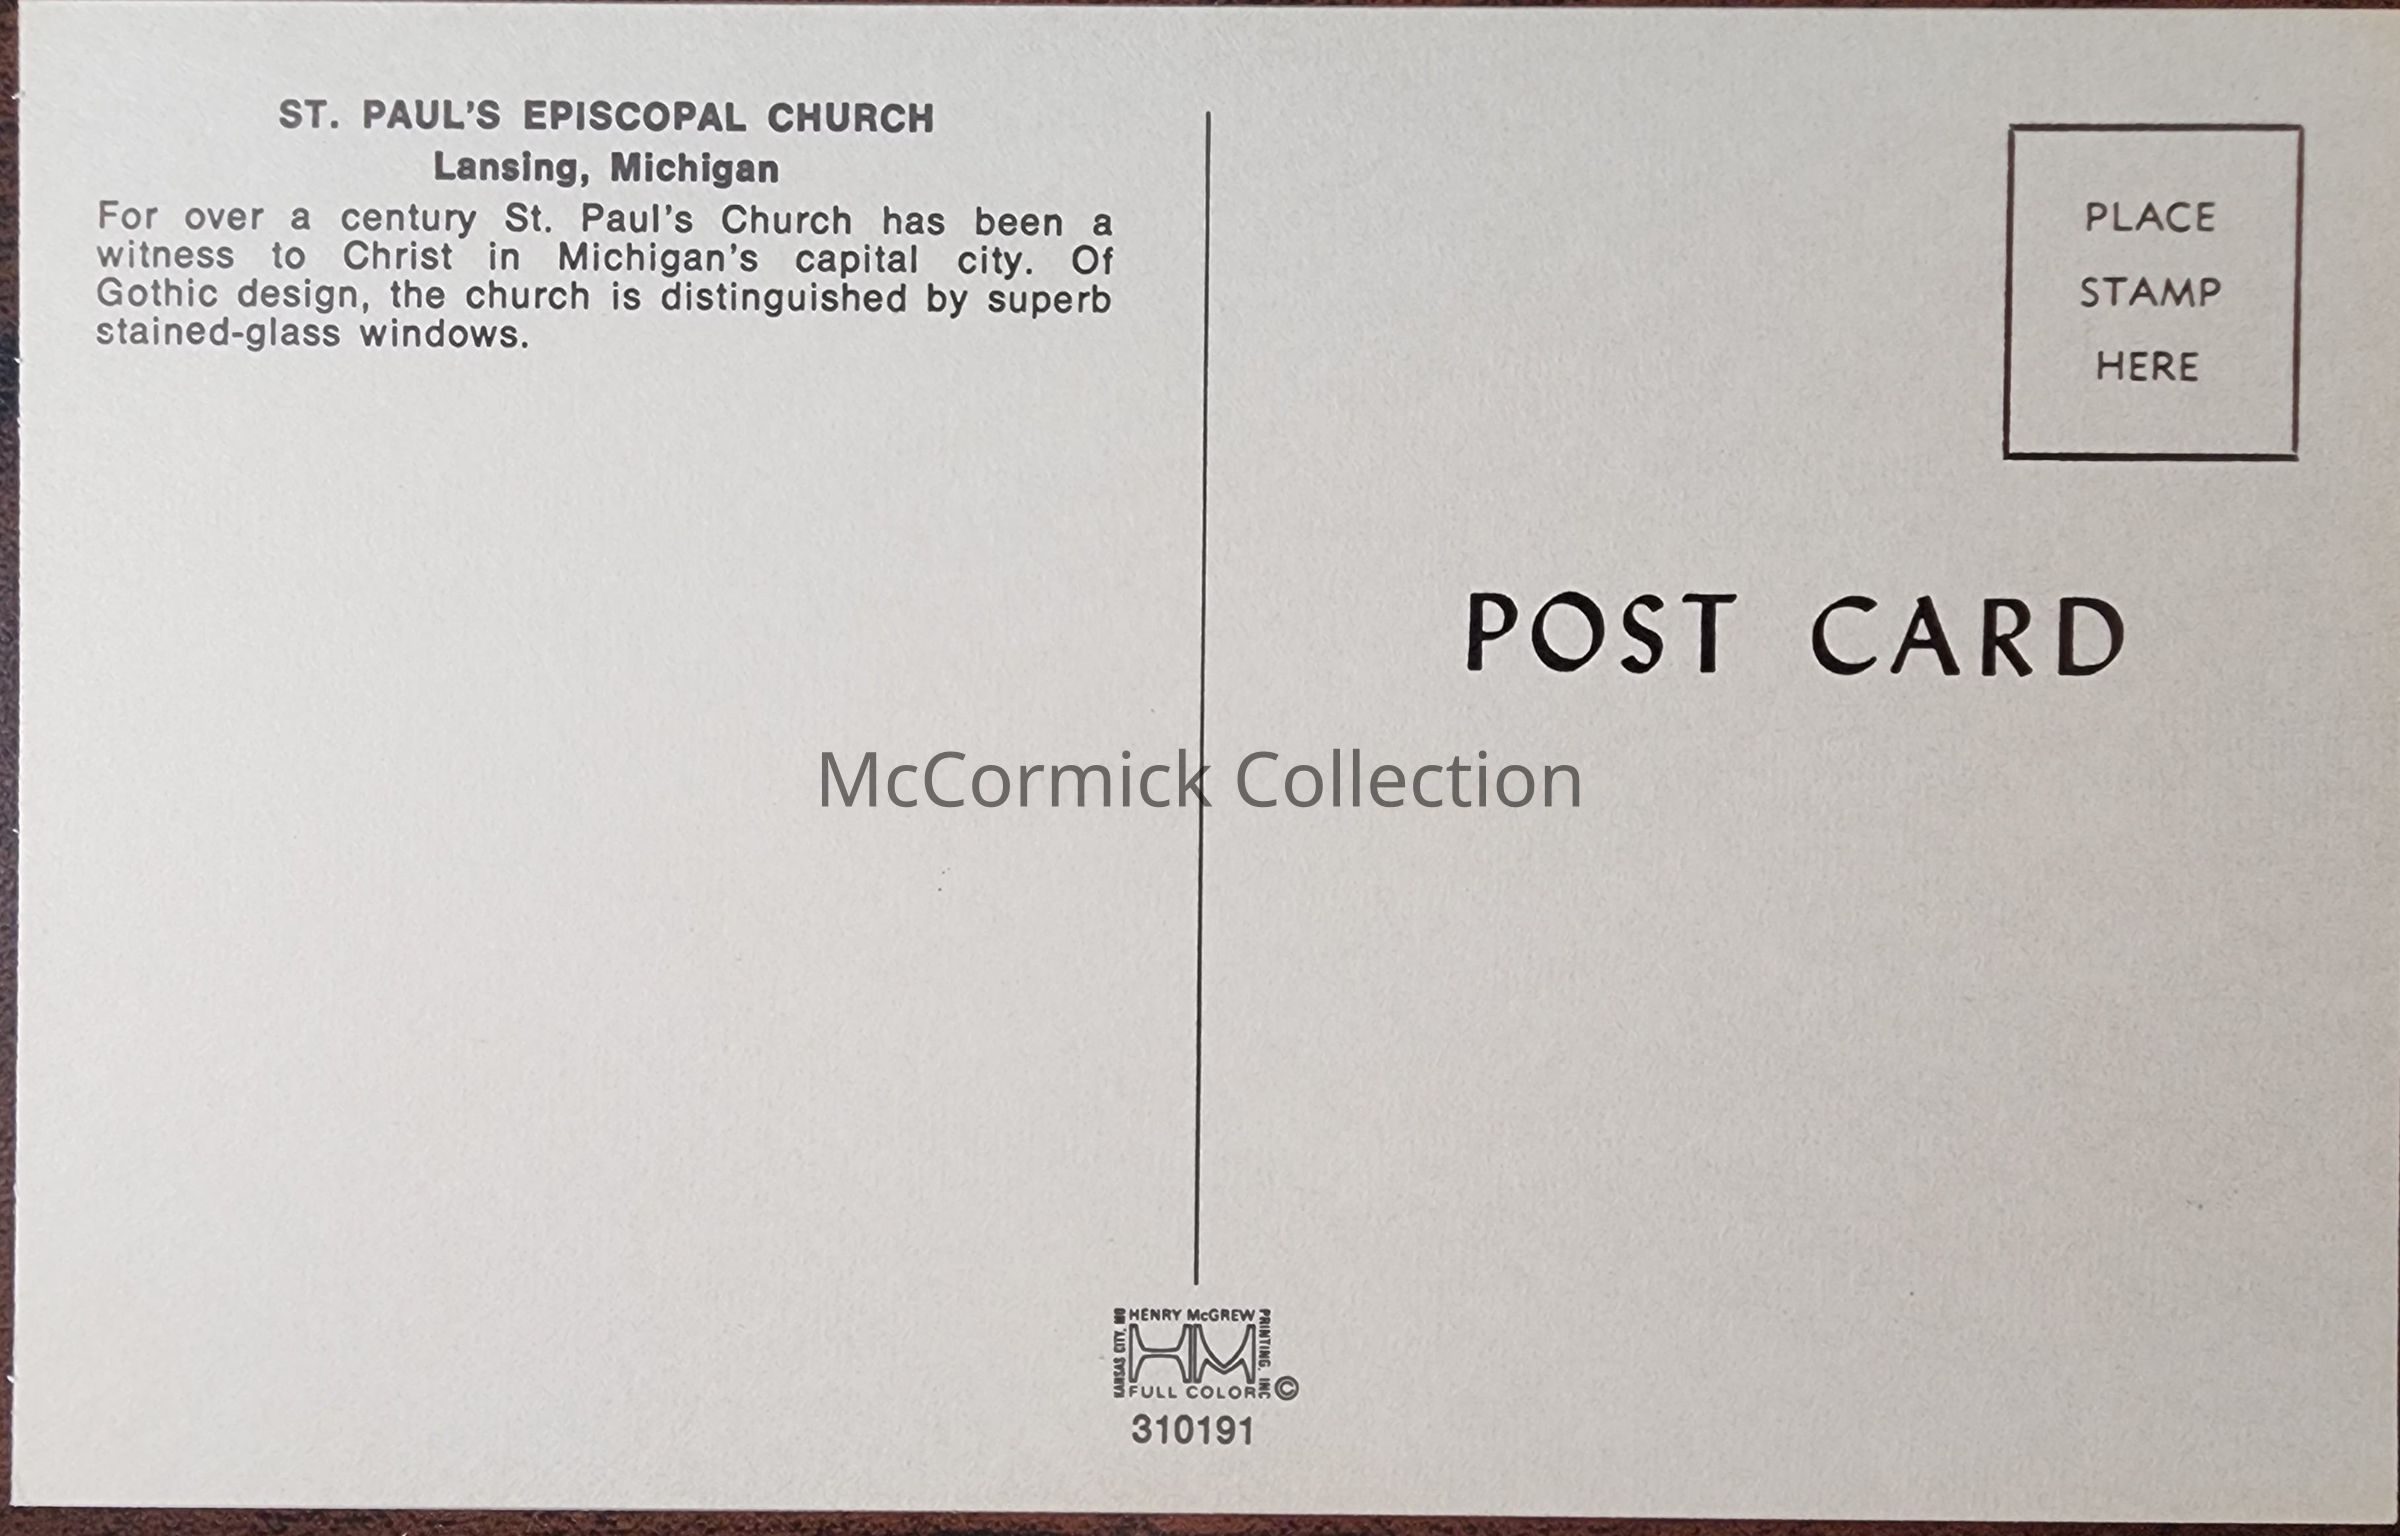 ST. PAUL'S EPISCOPAL CHURCH
Lansing, Michigan
For over a century St. Paul's Church has been a
witness to Christ in Michigan's capital city. Of
Gothic design, the church is distinguished by superb
stained-glass windows.
PLACE
STAMP
HERE
POST CARD
McCormick Collection
KANSAS CITY, MO
HENRY McGREW
PRINTING, INC
HM
FULL COLOR
©
310191